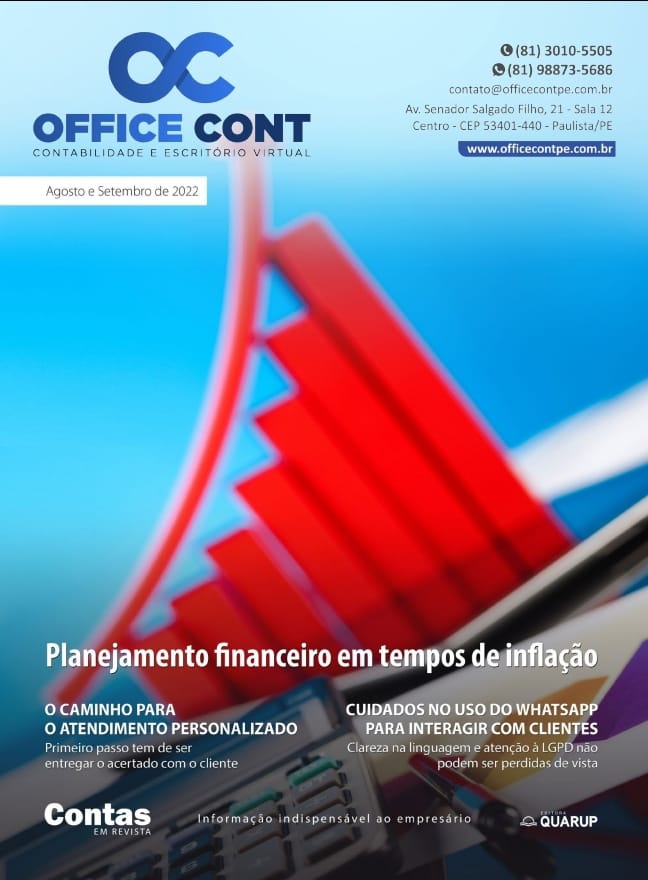 OC
OFFICE CONT
CONTABILIDADE E ESCRITÓRIO VIRTUAL
(81) 3010-5505
(81) 98873-5686
contato@officecontpe.com.br
Av. Senador Salgado Filho, 21 - Sala 12
Centro - CEP 53401-440 - Paulista/PE
www.officecontpe.com.br
Agosto e Setembro de 2022
Planejamento financeiro em tempos de inflação
O CAMINHO PARA
O ATENDIMENTO PERSONALIZADO
Primeiro passo tem de ser
entregar o acertado com o cliente
CUIDADOS NO USO DO WHATSAPP
PARA INTERAGIR COM CLIENTES
Clareza na linguagem e atenção à LGPD não
podem ser perdidas de vista
Contas
EM REVISTA
Informação indispensável ao empresário
EDITORA
QUARUP